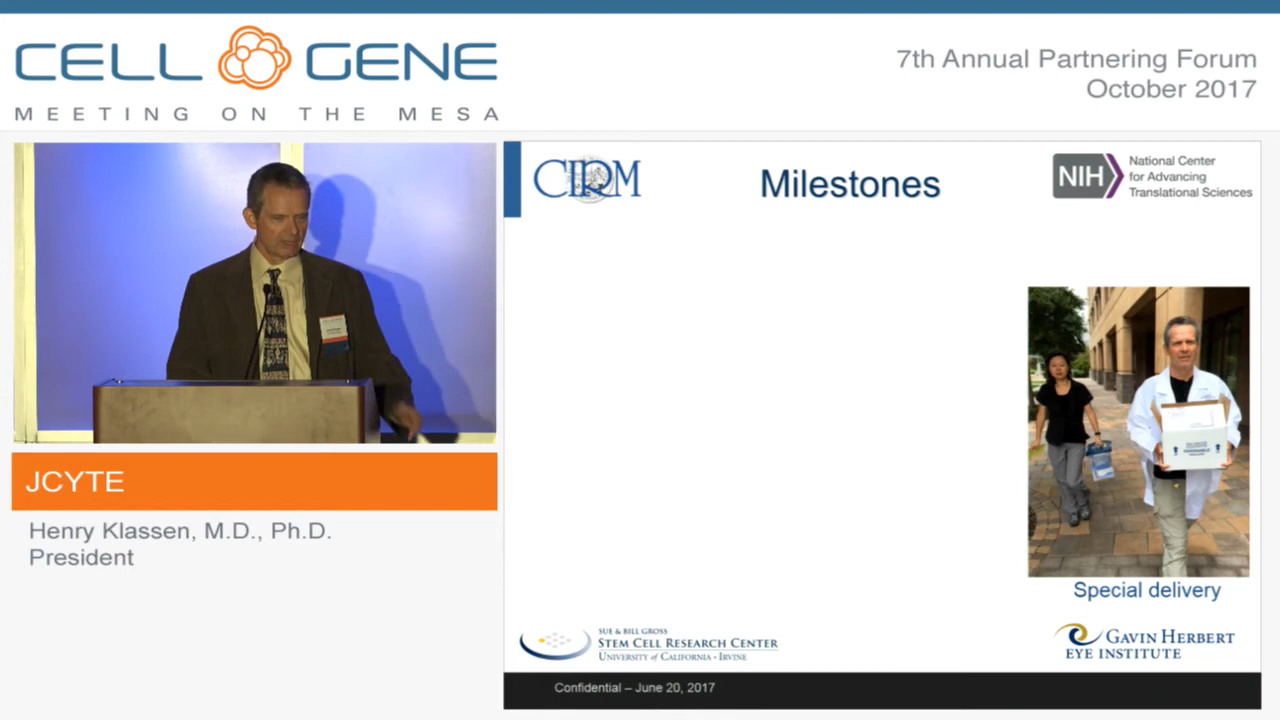 CELL GENE
MEETING ON THE MESA
7th Annual Partnering Forum
October 2017
JCYTE
Henry Klassen, M.D., Ph.D.
President
CIRM
Milestones
NIH
National Center
for Advancing
Translational Sciences
Special delivery
SUE & BILL GROSS
STEM CELL RESEARCH CENTER
UNIVERSITY of CALIFORNIA · IRVINE
GAVIN HERBERT
EYE INSTITUTE
Confidential – June 20, 2017